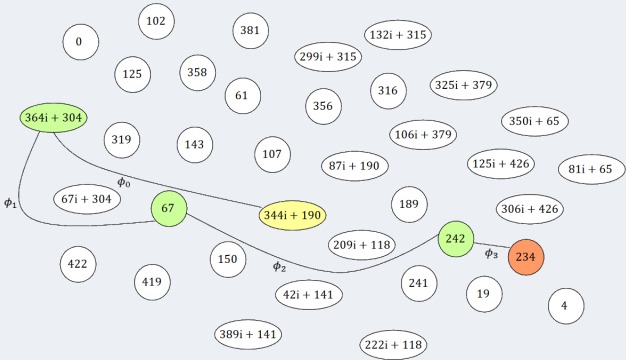 102
381
132i + 315
0
299i + 315
125
358
61
316
325i + 379
356
364i + 304
350i + 65
106i + 379
319
143
107
87i + 190
125i + 426
81i + 65
ϕ₀
ϕ₁
67i + 304
67
344i + 190
189
306i + 426
209i + 118
242
ϕ₃
234
422
150
ϕ₂
419
42i + 141
241
19
4
389i + 141
222i + 118